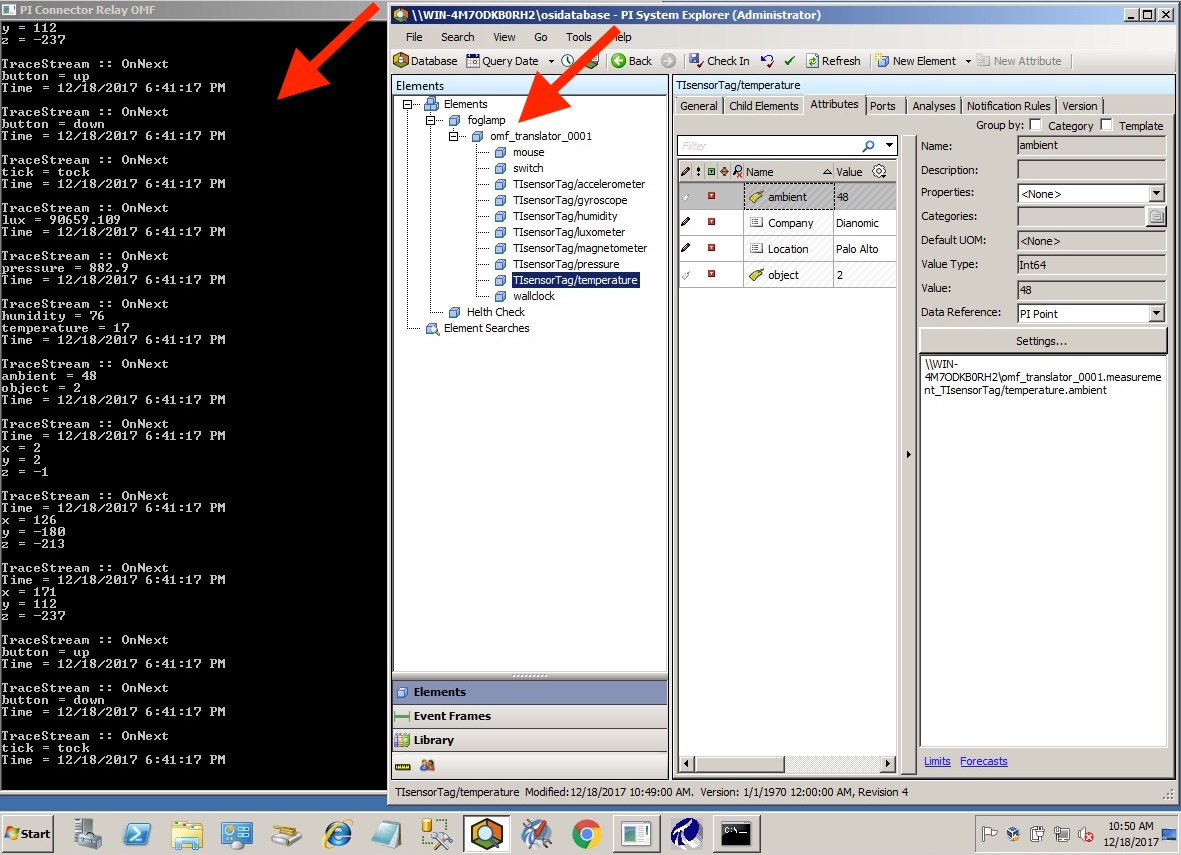 PI Connector Relay OMF
y = 112
z = -237
TraceStream :: OnNext
button = up
Time = 12/18/2017 6:41:17 PM
TraceStream :: OnNext
button = down
Time = 12/18/2017 6:41:17 PM
TraceStream :: OnNext
tick = tock
Time = 12/18/2017 6:41:17 PM
TraceStream :: OnNext
lux = 90659.109
Time = 12/18/2017 6:41:17 PM
TraceStream :: OnNext
pressure = 882.9
Time = 12/18/2017 6:41:17 PM
TraceStream :: OnNext
humidity = 76
temperature = 17
Time = 12/18/2017 6:41:17 PM
TraceStream :: OnNext
ambient = 48
object = 2
Time = 12/18/2017 6:41:17 PM
TraceStream :: OnNext
Time = 12/18/2017 6:41:17 PM
x = 2
y = 2
z = -1
TraceStream :: OnNext
Time = 12/18/2017 6:41:17 PM
x = 126
y = -180
z = -213
TraceStream :: OnNext
Time = 12/18/2017 6:41:17 PM
x = 171
y = 112
z = -237
TraceStream :: OnNext
button = up
Time = 12/18/2017 6:41:17 PM
TraceStream :: OnNext
button = down
Time = 12/18/2017 6:41:17 PM
TraceStream :: OnNext
tick = tock
Time = 12/18/2017 6:41:17 PM
\\WIN-4M7ODKB0RH2\osidatabase - PI System Explorer (Administrator)
File Search View Go Tools elp
Database Query Date Back Check In Refresh New Element New Attribute
Elements
Elements
foglamp
omf_translator_0001
mouse
switch
TIsensorTag/accelerometer
TIsensorTag/gyroscope
TIsensorTag/humidity
TIsensorTag/luxometer
TIsensorTag/magnetometer
TIsensorTag/pressure
TIsensorTag/temperature
wallclock
Helth Check
Element Searches
Elements
Event Frames
Library
TIsensorTag/temperature
General Child Elements Attributes Ports Analyses Notification Rules Version
Group by: Category Template
Filter
Name Value
ambient 48
Company Dianomic
Location Palo Alto
object 2
Name: ambient
Description:
Properties: <None>
Categories:
Default UOM: <None>
Value Type: Int64
Value: 48
Data Reference: PI Point
Settings...
\\WIN-
4M7ODKB0RH2\omf_translator_0001.measureme
nt_TIsensorTag/temperature.ambient
Limits Forecasts
TIsensorTag/temperature Modified:12/18/2017 10:49:00 AM. Version: 1/1/1970 12:00:00 AM, Revision 4
Start
C:\_
10:50 AM
12/18/2017